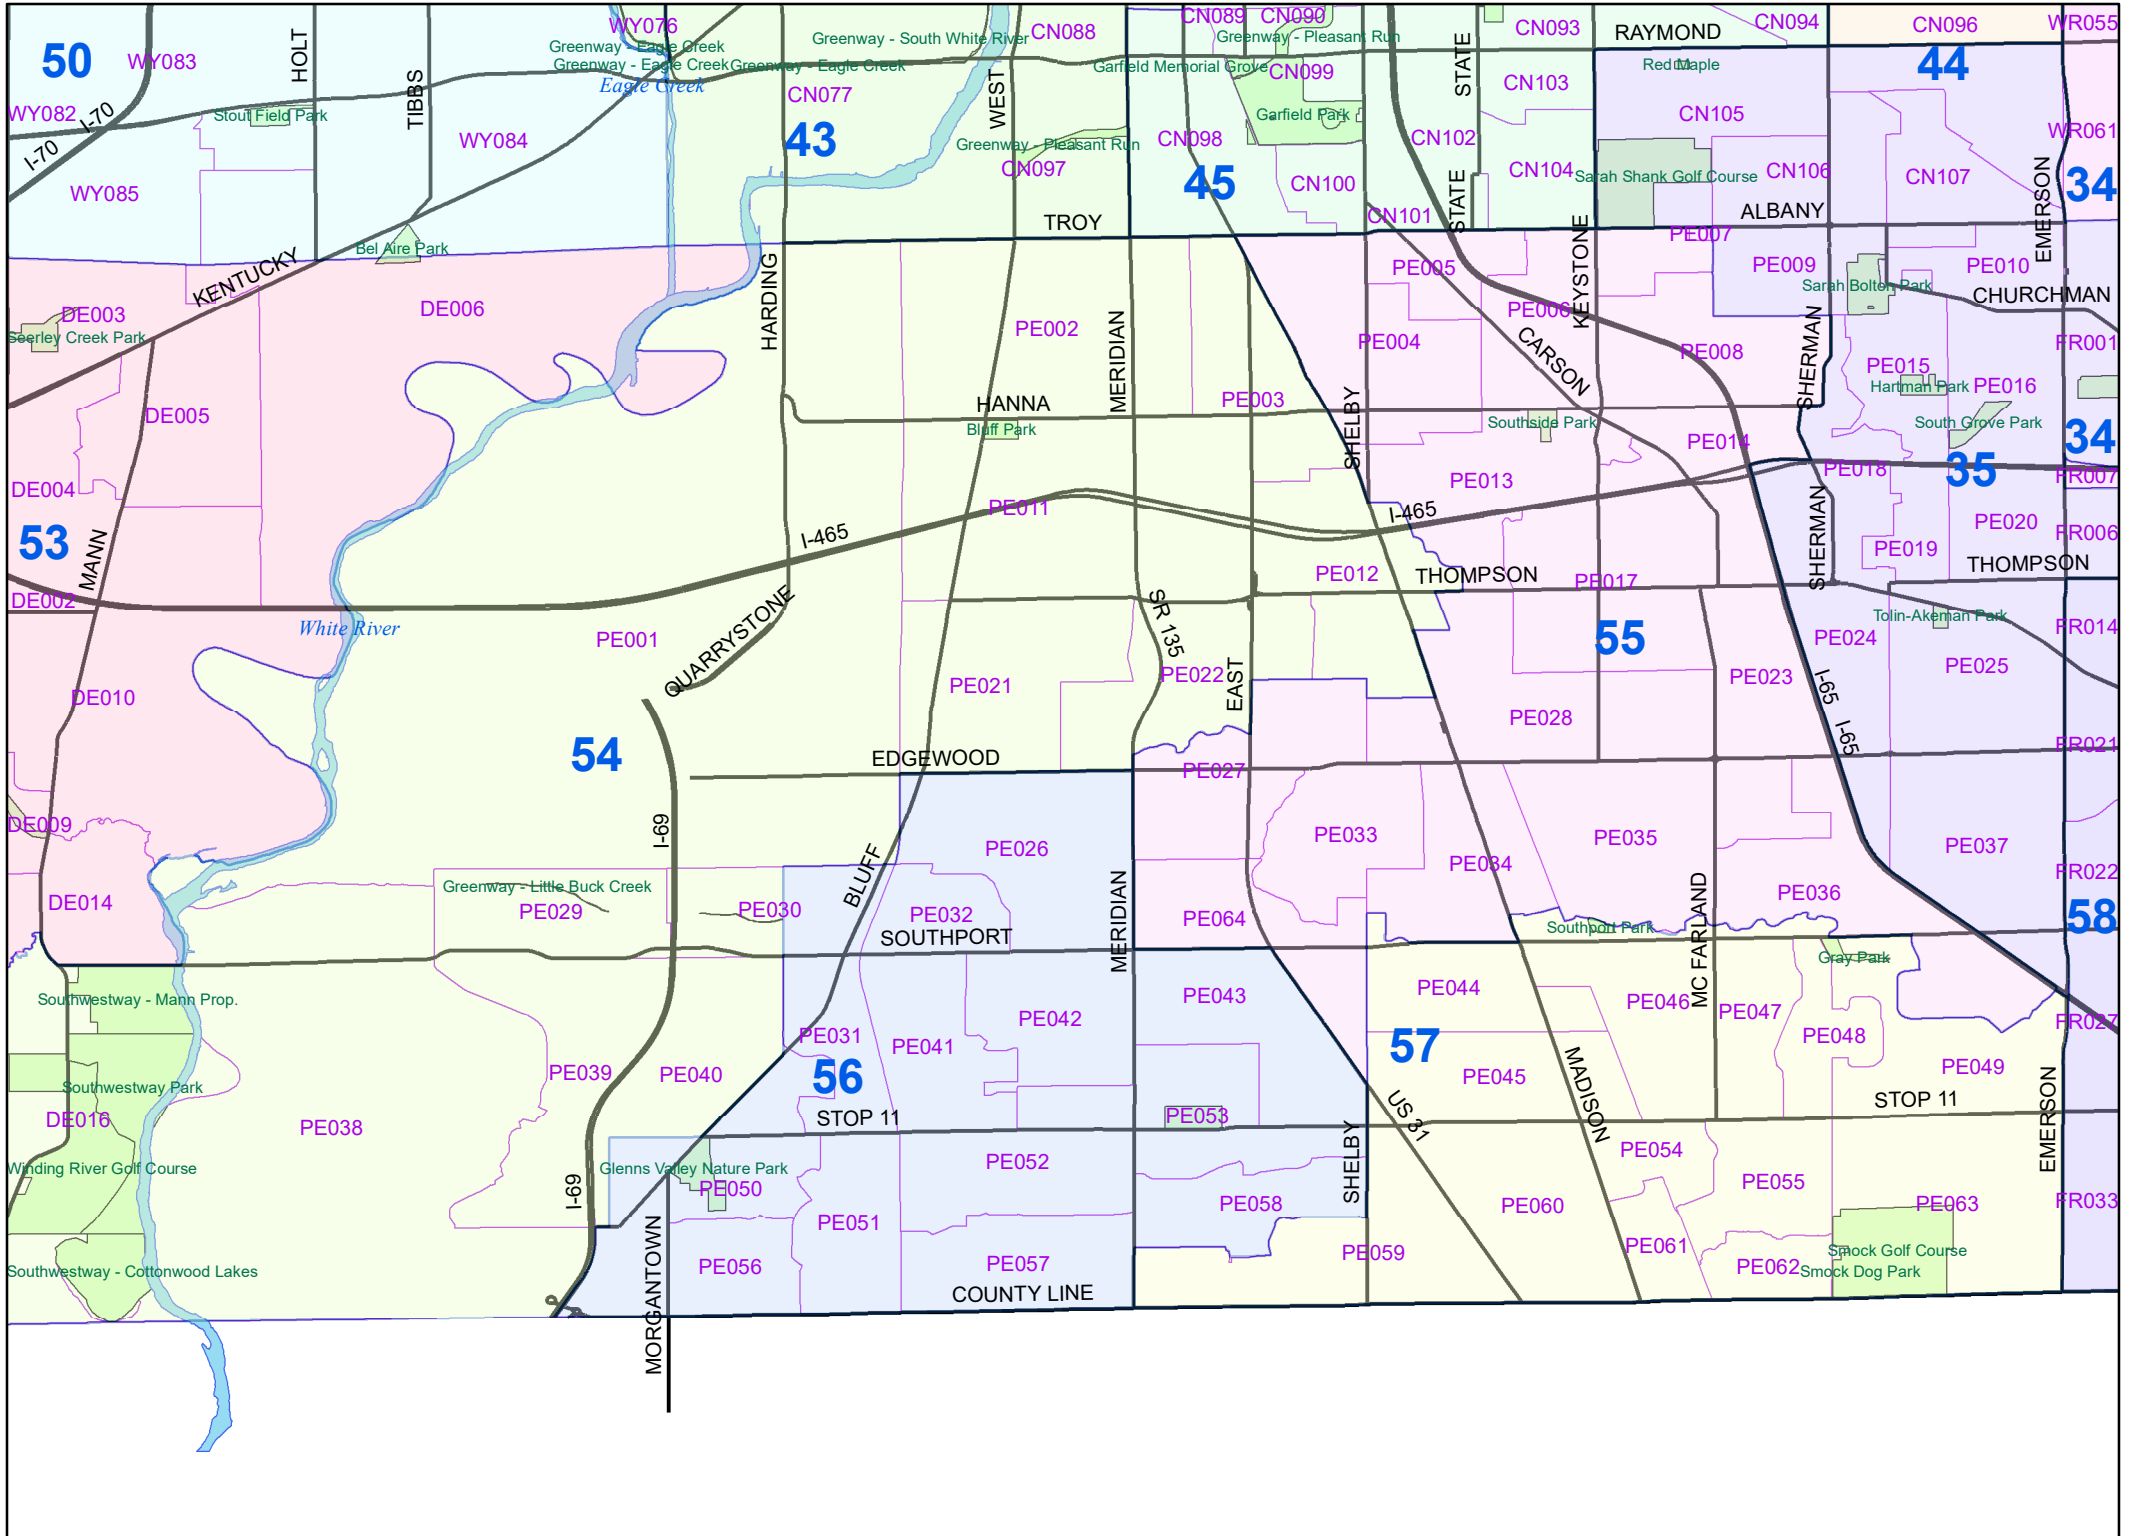 WY076
CN089
CN090
CN088
CN093
CN094
CN096
WR055
RAYMOND
50
WY083
HOLT
Greenway - Eagle Creek
Greenway - South White River
Greenway - Pleasant Run
STATE
44
Greenway - Eagle Creek
Greenway - Eagle Creek
Garfield Memorial Grove
CN099
Red Maple
Eagle Creek
CN077
WEST
CN103
TIBBS
WY082
I-70
Stout Field Park
Garfield Park
CN105
WR061
I-70
WY084
43
Greenway - Pleasant Run
CN098
CN102
CN097
45
CN100
CN104
Sarah Shank Golf Course
CN106
CN107
34
WY085
STATE
EMERSON
TROY
CN101
ALBANY
KEYSTONE
PE007
Bel Aire Park
KENTUCKY
HARDING
PE005
PE009
PE010
Sarah Bolton Park
CHURCHMAN
DE003
DE006
PE006
Seerley Creek Park
PE002
MERIDIAN
PE004
CARSON
PE008
SHERMAN
FR001
PE015
Hartman Park
PE016
DE005
HANNA
PE003
SHELBY
Bluff Park
Southside Park
South Grove Park
PE014
34
DE004
PE013
PE018
35
FR007
PE011
I-465
I-465
SHERMAN
PE020
FR006
53
MANN
PE019
PE012
THOMPSON
PE017
THOMPSON
DE002
White River
PE001
QUARRYSTONE
SR 135
55
Tolin-Akeman Park
PE024
FR014
PE025
DE010
PE021
PE022
EAST
PE023
I-65
PE028
I-65
54
EDGEWOOD
PE027
FR021
DE009
I-69
PE026
PE033
PE034
PE035
PE037
BLUFF
FR022
DE014
Greenway - Little Buck Creek
PE029
PE030
PE032
MERIDIAN
PE064
MC FARLAND
PE036
58
SOUTHPORT
Southport Park
Gray Park
Southwestway - Mann Prop.
PE043
PE044
PE046
PE047
PE042
PE031
PE041
57
PE048
FR027
56
PE039
PE040
PE045
PE049
Southwestway Park
MADISON
DE016
PE038
STOP 11
PE053
US 31
STOP 11
EMERSON
SHELBY
PE054
Winding River Golf Course
Glenns Valley Nature Park
PE052
PE050
I-69
PE058
PE055
PE051
PE060
PE063
FR033
PE056
PE057
PE059
PE061
PE062
Smock Golf Course
Southwestway - Cottonwood Lakes
Smock Dog Park
MORGANTOWN
COUNTY LINE